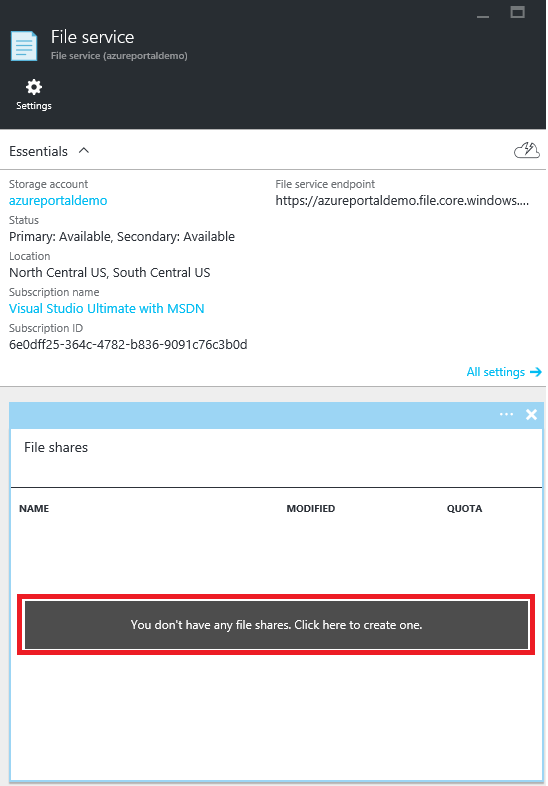 File service
File service (azureportaldemo)
Settings
Essentials
Storage account
azureportaldemo
Status
Primary: Available, Secondary: Available
Location
North Central US, South Central US
Subscription name
Visual Studio Ultimate with MSDN
Subscription ID
6e0dff25-364c-4782-b836-9091c76c3b0d
File service endpoint
https://azureportaldemo.file.core.windows....
All settings
File shares
NAME MODIFIED QUOTA
You don't have any file shares. Click here to create one.